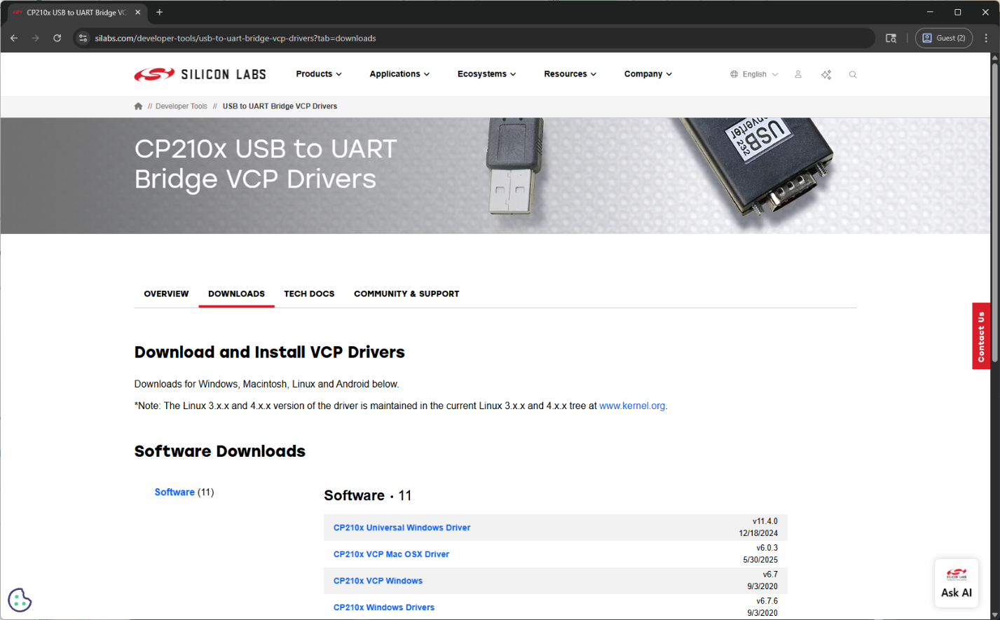 CP210x USB to UART Bridge VC
silabs.com/developer-tools/usb-to-uart-bridge-vcp-drivers?tab=downloads
Guest (2)
SILICON LABS
Products
Applications
Ecosystems
Resources
Company
English
// Developer Tools // USB to UART Bridge VCP Drivers
CP210x USB to UART
Bridge VCP Drivers
USB
232
OVERVIEW
DOWNLOADS
TECH DOCS
COMMUNITY & SUPPORT
Contact Us
Download and Install VCP Drivers
Downloads for Windows, Macintosh, Linux and Android below.
*Note: The Linux 3.x.x and 4.x.x version of the driver is maintained in the current Linux 3.x.x and 4.x.x tree at www.kernel.org.
Software Downloads
Software (11)
Software • 11
CP210x Universal Windows Driver
v11.4.0
12/18/2024
CP210x VCP Mac OSX Driver
v6.0.3
5/30/2025
CP210x VCP Windows
v6.7
9/3/2020
CP210x Windows Drivers
v6.7.6
9/3/2020
SILICON LABS
Ask AI